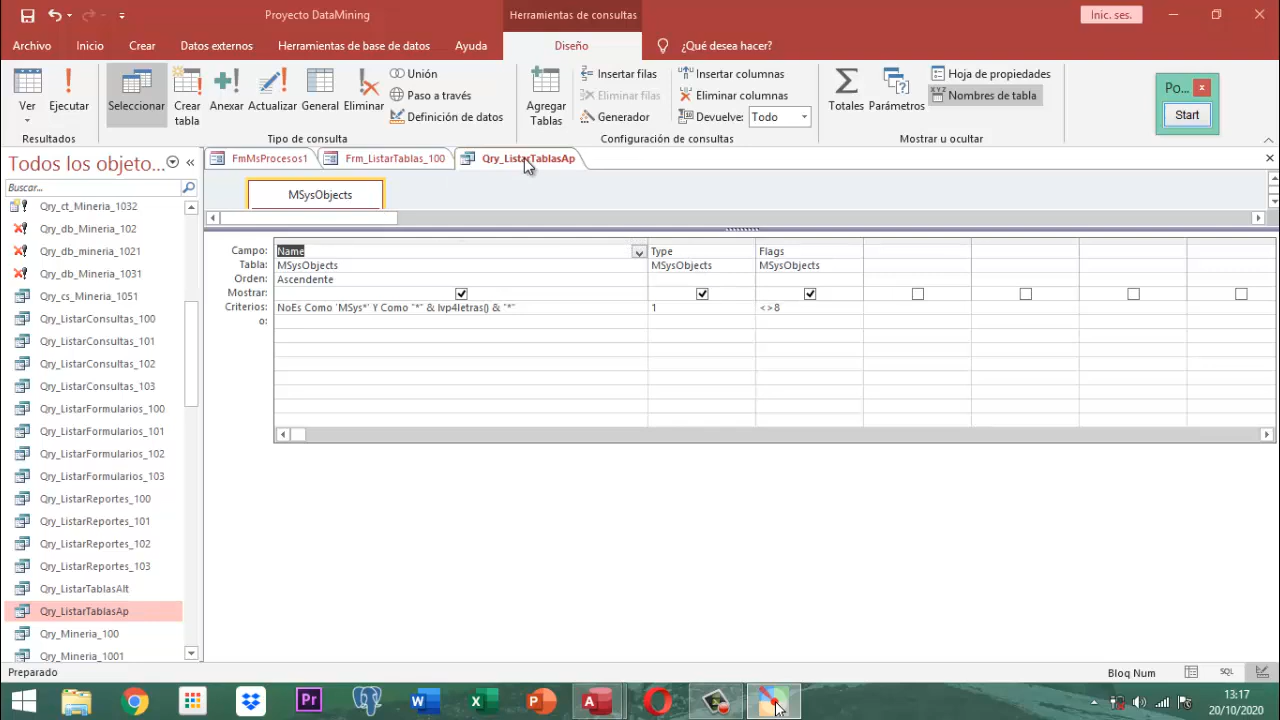 Proyecto DataMining
Herramientas de consultas
Inic. ses.
Archivo
Inicio
Crear
Datos externos
Herramientas de base de datos
Ayuda
Diseño
¿Qué desea hacer?
Ver
Ejecutar
Resultados
Seleccionar
Crear tabla
Anexar
Actualizar
General
Eliminar
Unión
Paso a través
Definición de datos
Tipo de consulta
Agregar Tablas
Insertar filas
Eliminar filas
Generador
Insertar columnas
Eliminar columnas
Devuelve: Todo
Configuración de consultas
Totales
Parámetros
Hoja de propiedades
Nombres de tabla
Mostrar u ocultar
Po...
Start
Todos los objeto...
Buscar...
Qry_ct_Mineria_1032
Qry_db_Mineria_102
Qry_db_mineria_1021
Qry_db_Mineria_1031
Qry_cs_Mineria_1051
Qry_ListarConsultas_100
Qry_ListarConsultas_101
Qry_ListarConsultas_102
Qry_ListarConsultas_103
Qry_ListarFormularios_100
Qry_ListarFormularios_101
Qry_ListarFormularios_102
Qry_ListarFormularios_103
Qry_ListarReportes_100
Qry_ListarReportes_101
Qry_ListarReportes_102
Qry_ListarReportes_103
Qry_ListarTablasAlt
Qry_ListarTablasAp
Qry_Mineria_100
Qry_Mineria_1001
FmMsProcesos1
Frm_ListarTablas_100
Qry_ListarTablasAp
MSysObjects
Campo: Name Type Flags
Tabla: MSysObjects MSysObjects MSysObjects
Orden: Ascendente
Mostrar:
Criterios: NoEs Como 'MSys*' Y Como "*" & lvp4letras() & "*" 1 <>8
o:
Preparado
Bloq Num
SQL
13:17
20/10/2020